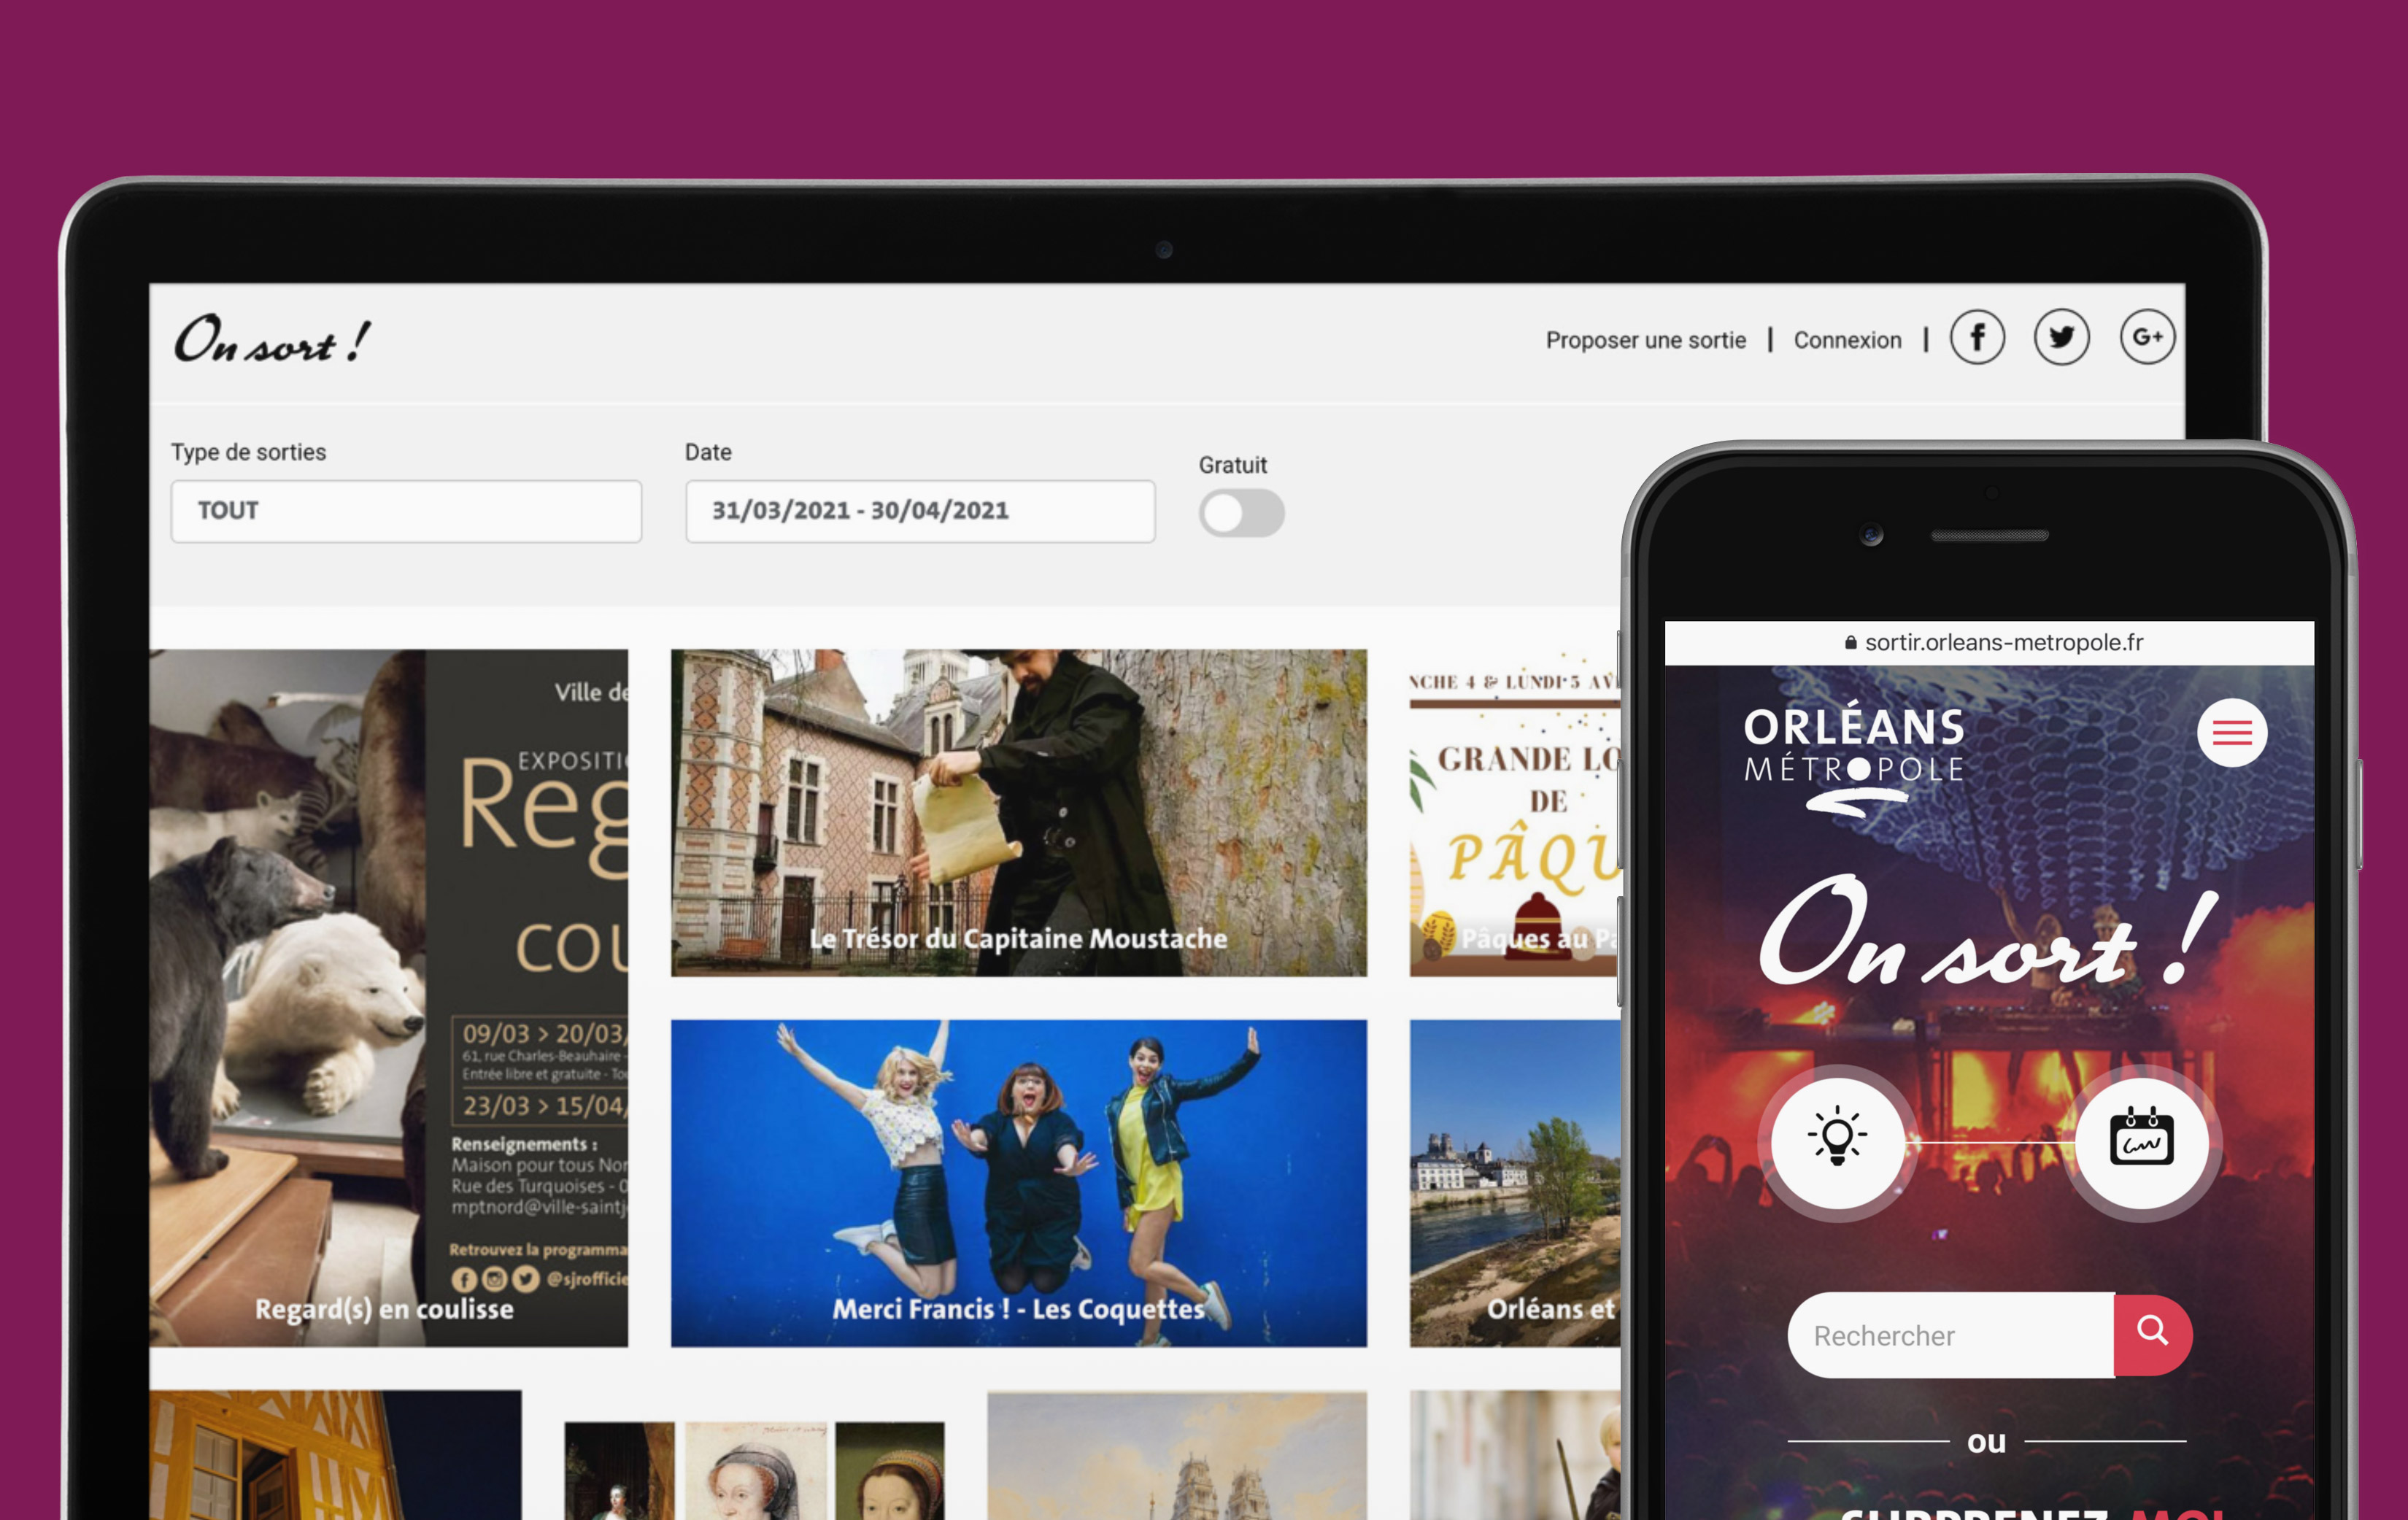 On sort !
Proposer une sortie | Connexion |
Type de sorties
TOUT
Date
31/03/2021 - 30/04/2021
Gratuit
Ville de
EXPOSITI
Reg
cou
09/03 > 20/03/
61, rue Charles-Beauhaire -
Entrée libre et gratuite - Tou
23/03 > 15/04/
Renseignements :
Maison pour tous Nor
Rue des Turquoises - 0
mptnord@ville-saintj
Retrouvez la programma
@sjrofficie
Regard(s) en coulisse
Le Trésor du Capitaine Moustache
Merci Francis ! - Les Coquettes
NCHE 4 & LUNDI 5 AV
GRANDE LO
DE
PÂQU
Pâques au Pa
Orléans et
sortir.orleans-metropole.fr
ORLÉANS
MÉTROPOLE
On sort !
Rechercher
ou
SURPRENEZ-MOI